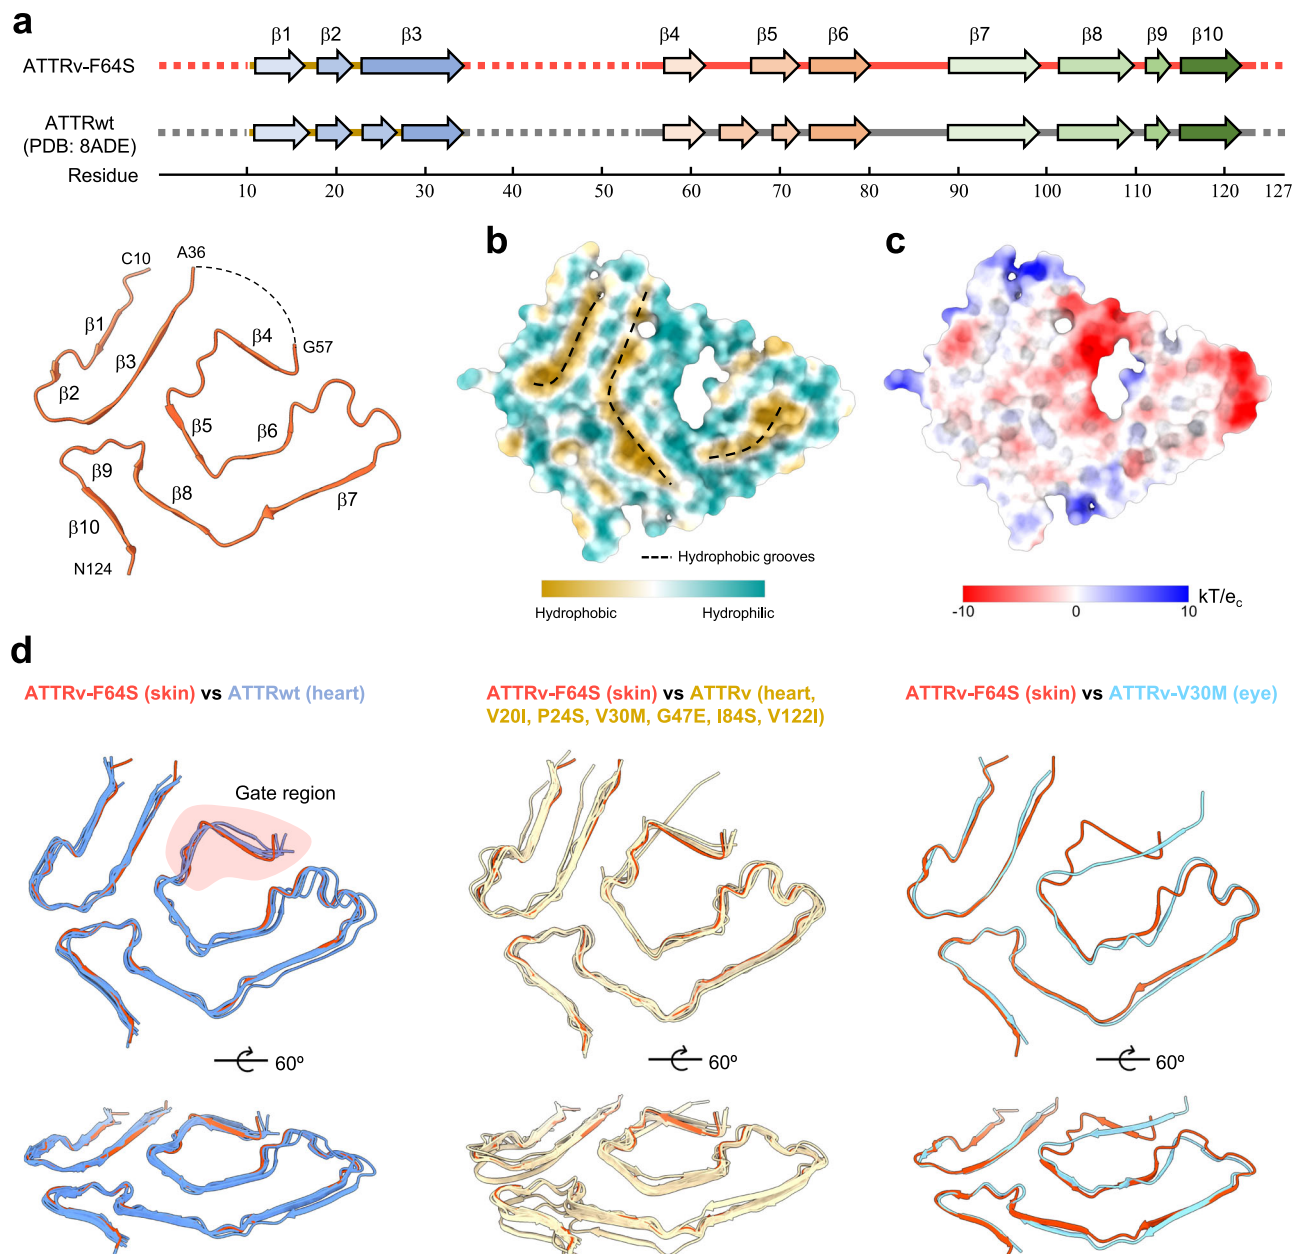 a
β1 β2 β3 β4 β5 β6 β7 β8 β9 β10
ATTRv-F64S
ATTRwt
(PDB: 8ADE)
Residue
10 20 30 40 50 60 70 80 90 100 110 120 127
C10
A36
β1
β3
β4
G57
β2
β5
β6
β9
β8
β7
β10
N124
b
Hydrophobic grooves
Hydrophobic Hydrophilic
c
-10 0 10 kT/ec
d
ATTRv-F64S (skin) vs ATTRwt (heart)
Gate region
60º
ATTRv-F64S (skin) vs ATTRv (heart,
V20I, P24S, V30M, G47E, I84S, V122I)
60º
ATTRv-F64S (skin) vs ATTRv-V30M (eye)
60º